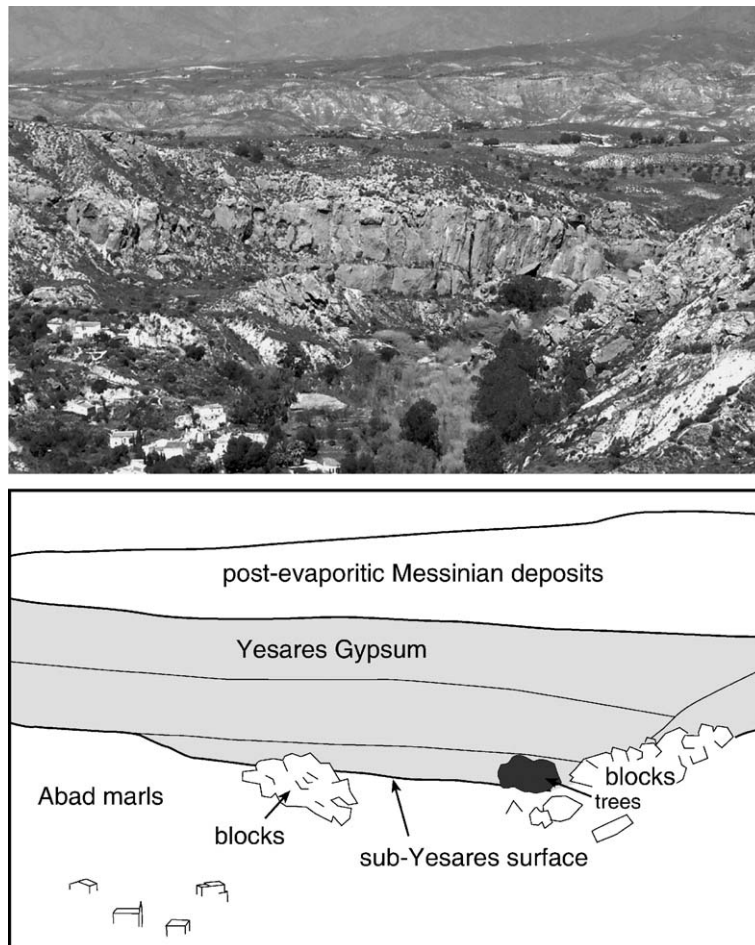 post-evaporitic Messinian deposits
Yesares Gypsum
Abad marls
blocks
blocks
trees
sub-Yesares surface